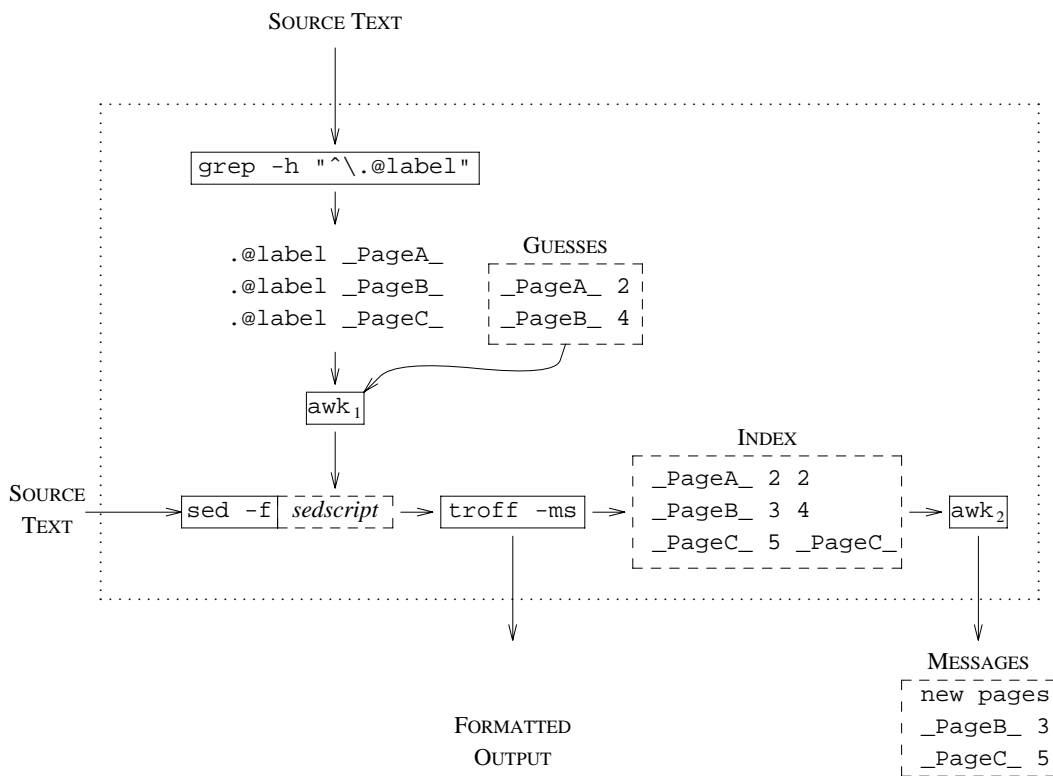 SOURCE TEXT
grep -h "^\.@label"
.@label _PageA_
.@label _PageB_
.@label _PageC_
GUESSES
_PageA_ 2
_PageB_ 4
awk1
INDEX
_PageA_ 2 2
_PageB_ 3 4
_PageC_ 5 _PageC_
SOURCE
TEXT
sed -f sedscript
troff -ms
awk2
MESSAGES
new pages
_PageB_ 3
_PageC_ 5
FORMATTED
OUTPUT